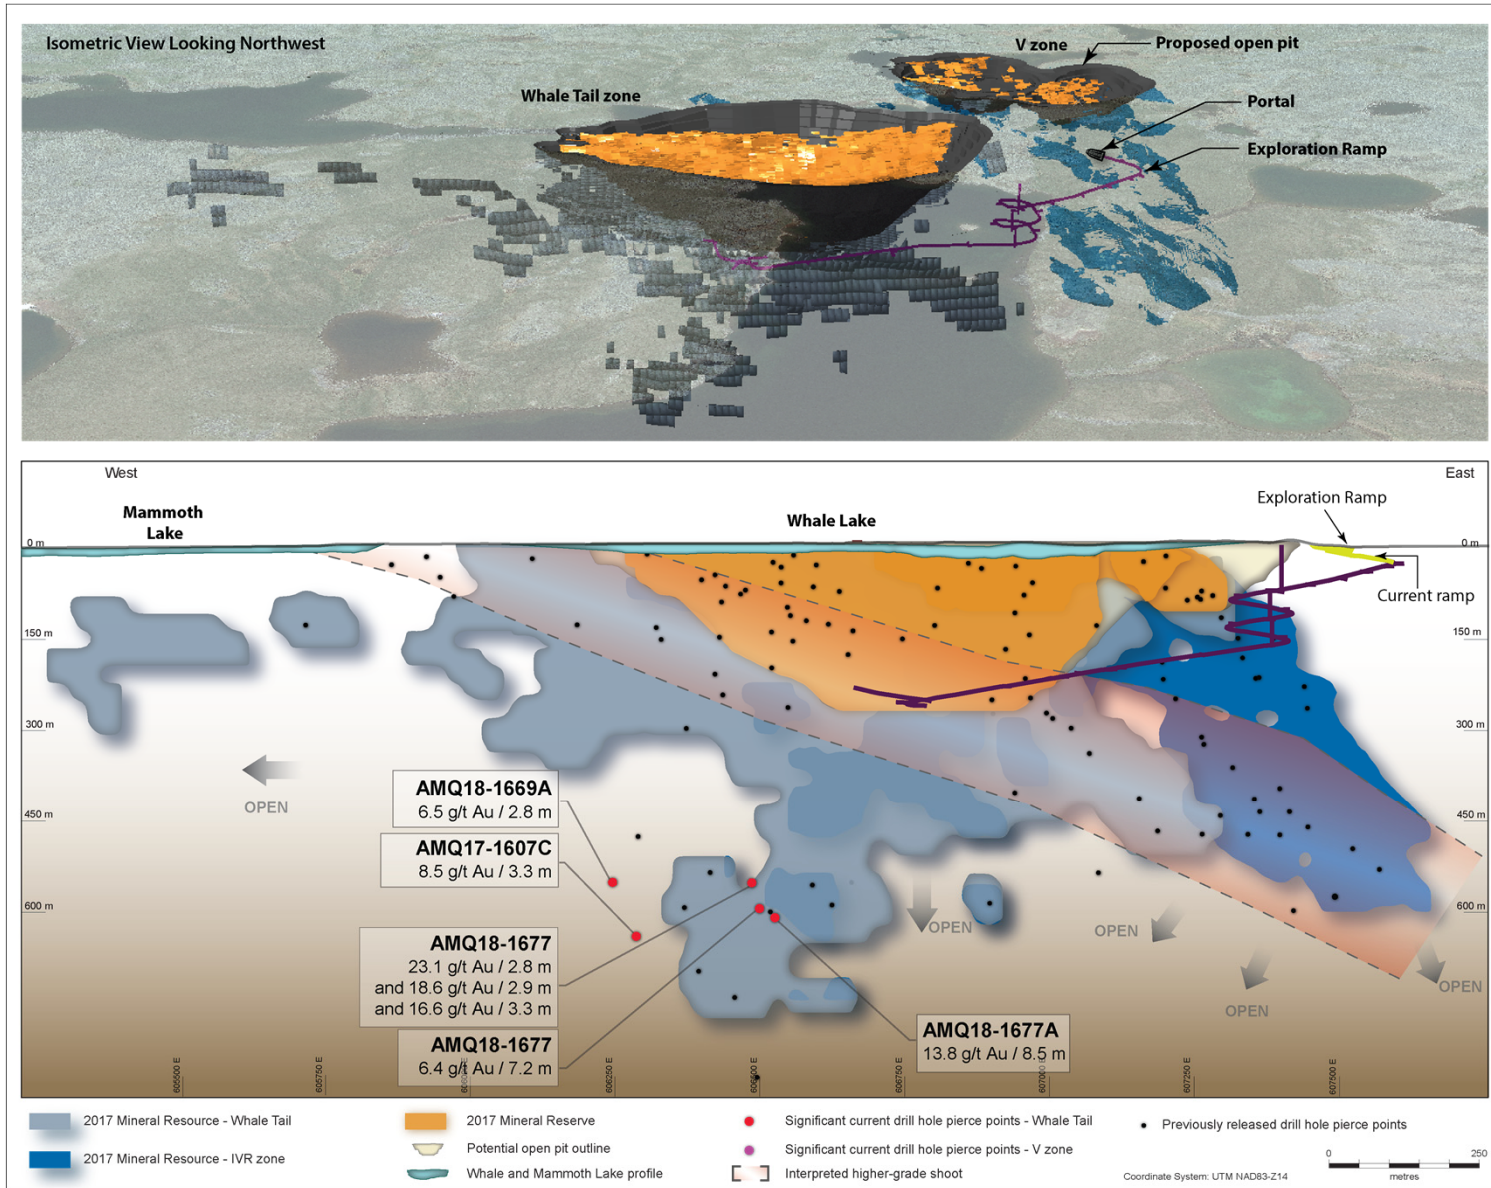 Isometric View Looking Northwest
V zone
Proposed open pit
Whale Tail zone
Portal
Exploration Ramp
West
East
Mammoth
Lake
Whale Lake
Exploration Ramp
0 m
0 m
Current ramp
150 m
150 m
300 m
300 m
OPEN
AMQ18-1669A
6.5 g/t Au / 2.8 m
450 m
450 m
AMQ17-1607C
8.5 g/t Au / 3.3 m
600 m
600 m
OPEN
OPEN
AMQ18-1677
23.1 g/t Au / 2.8 m
and 18.6 g/t Au / 2.9 m
and 16.6 g/t Au / 3.3 m
OPEN
OPEN
AMQ18-1677
6.4 g/t Au / 7.2 m
AMQ18-1677A
13.8 g/t Au / 8.5 m
605500 E
605750 E
606250 E
606750 E
607000 E
607250 E
607500 E
2017 Mineral Resource - Whale Tail
2017 Mineral Reserve
Significant current drill hole pierce points - Whale Tail
Previously released drill hole pierce points
Potential open pit outline
Significant current drill hole pierce points - V zone
2017 Mineral Resource - IVR zone
Whale and Mammoth Lake profile
Interpreted higher-grade shoot
0
250
metres
Coordinate System: UTM NAD83-Z14